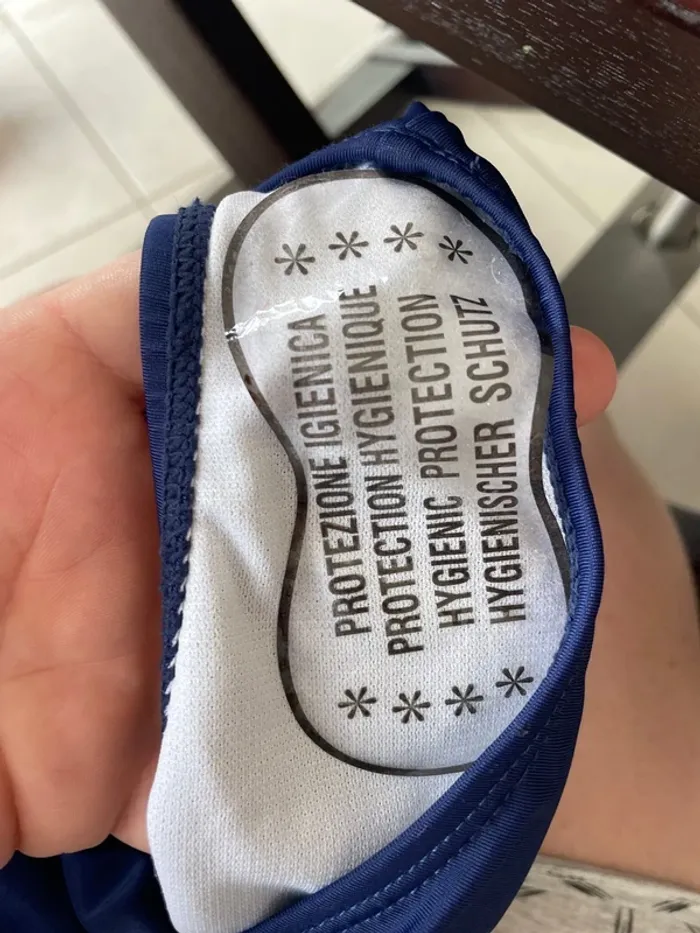 * * * *
PROTEZIONE IGIENICA
PROTECTION HYGIENIQUE
HYGIENIC PROTECTION
HYGIENISCHER SCHUTZ
* * * *